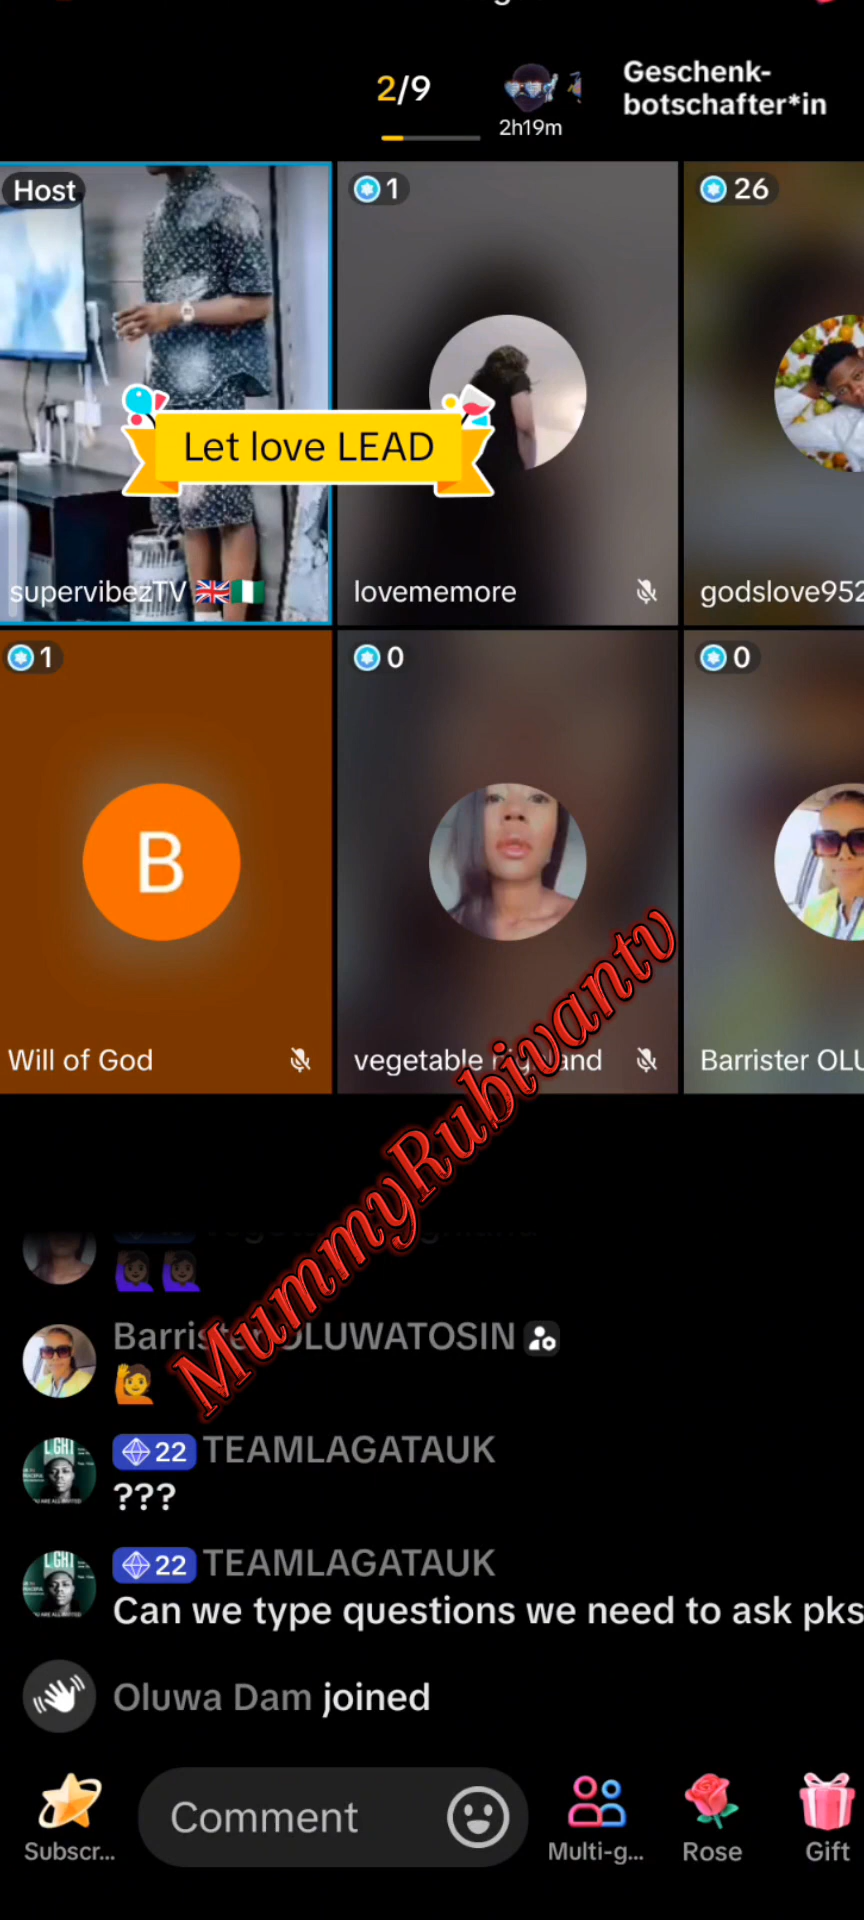 2/9
2h19m
Geschenk-
botschafter*in
Host
1
26
Let love LEAD
supervibezTV
lovememore
godslove952
1
0
0
B
Will of God
vegetable
Barrister OLU
MummyRubivantv
Barrister OLUWATOSIN
22 TEAMLAGATAUK
???
22 TEAMLAGATAUK
Can we type questions we need to ask pks
Oluwa Dam joined
Comment
Subscr...
Multi-g...
Rose
Gift